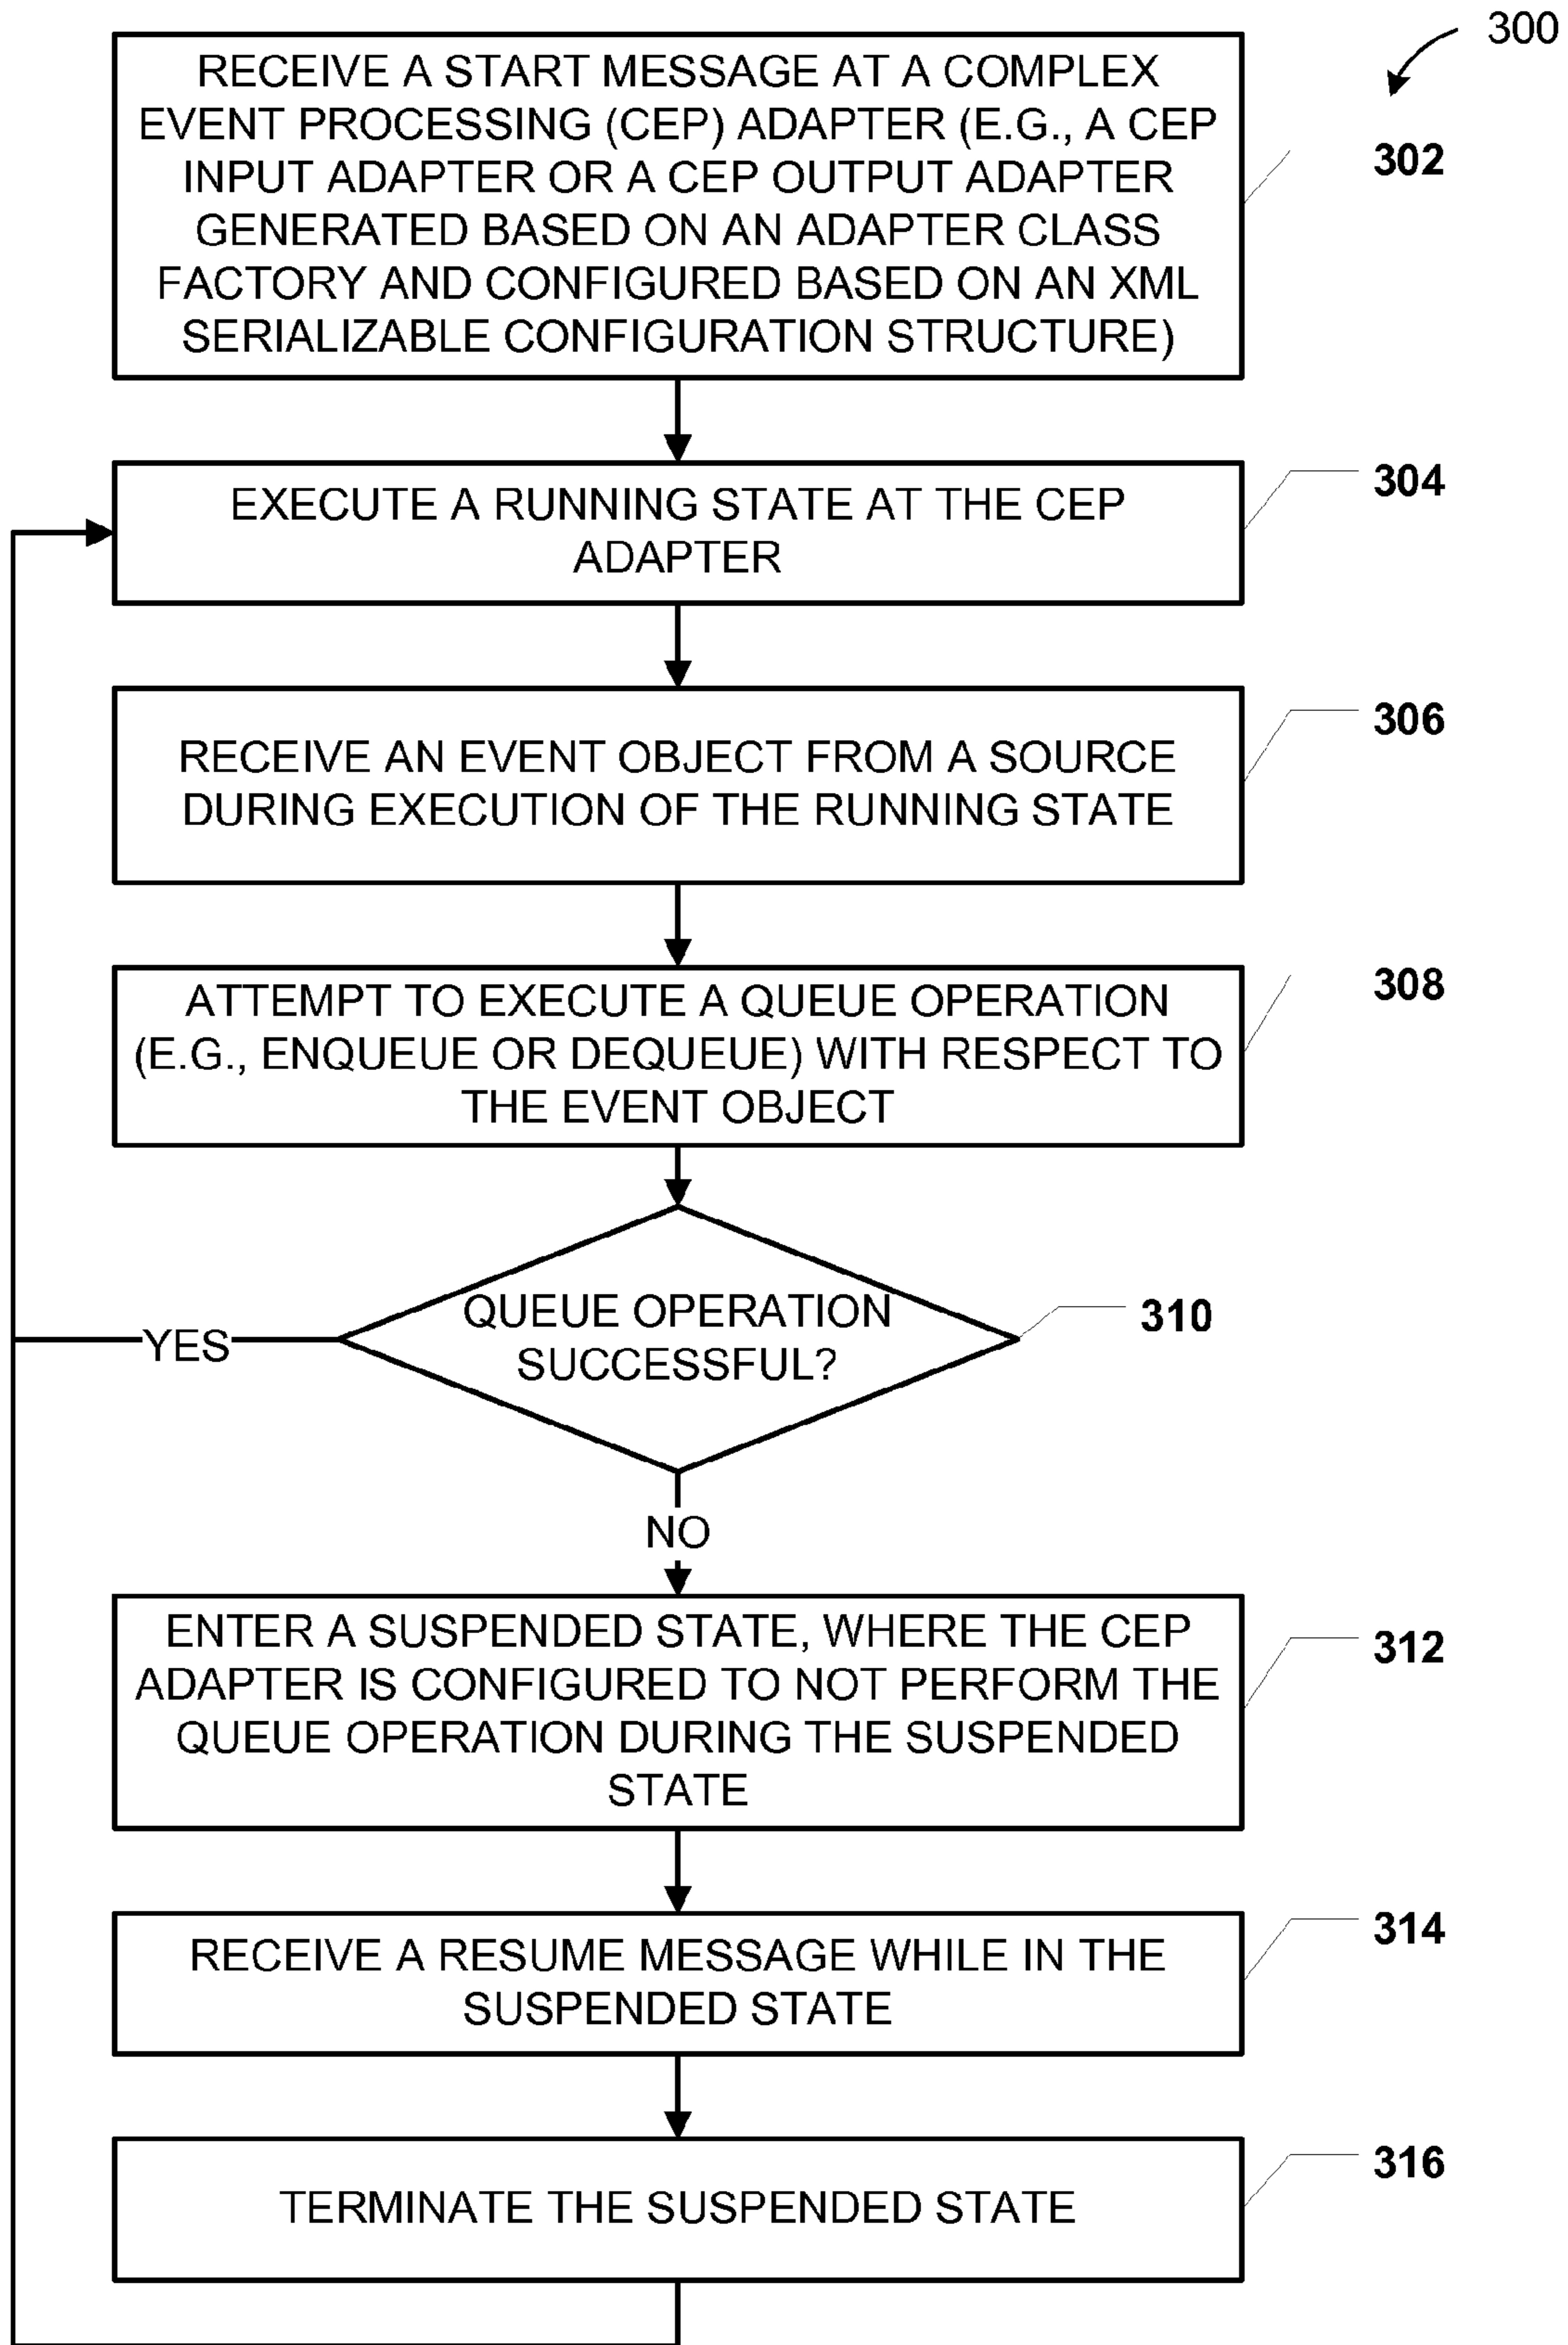 300
RECEIVE A START MESSAGE AT A COMPLEX
EVENT PROCESSING (CEP) ADAPTER (E.G., A CEP
INPUT ADAPTER OR A CEP OUTPUT ADAPTER
GENERATED BASED ON AN ADAPTER CLASS
FACTORY AND CONFIGURED BASED ON AN XML
SERIALIZABLE CONFIGURATION STRUCTURE)
302
EXECUTE A RUNNING STATE AT THE CEP
ADAPTER
304
RECEIVE AN EVENT OBJECT FROM A SOURCE
DURING EXECUTION OF THE RUNNING STATE
306
ATTEMPT TO EXECUTE A QUEUE OPERATION
(E.G., ENQUEUE OR DEQUEUE) WITH RESPECT TO
THE EVENT OBJECT
308
QUEUE OPERATION
SUCCESSFUL?
310
YES
NO
ENTER A SUSPENDED STATE, WHERE THE CEP
ADAPTER IS CONFIGURED TO NOT PERFORM THE
QUEUE OPERATION DURING THE SUSPENDED
STATE
312
RECEIVE A RESUME MESSAGE WHILE IN THE
SUSPENDED STATE
314
TERMINATE THE SUSPENDED STATE
316